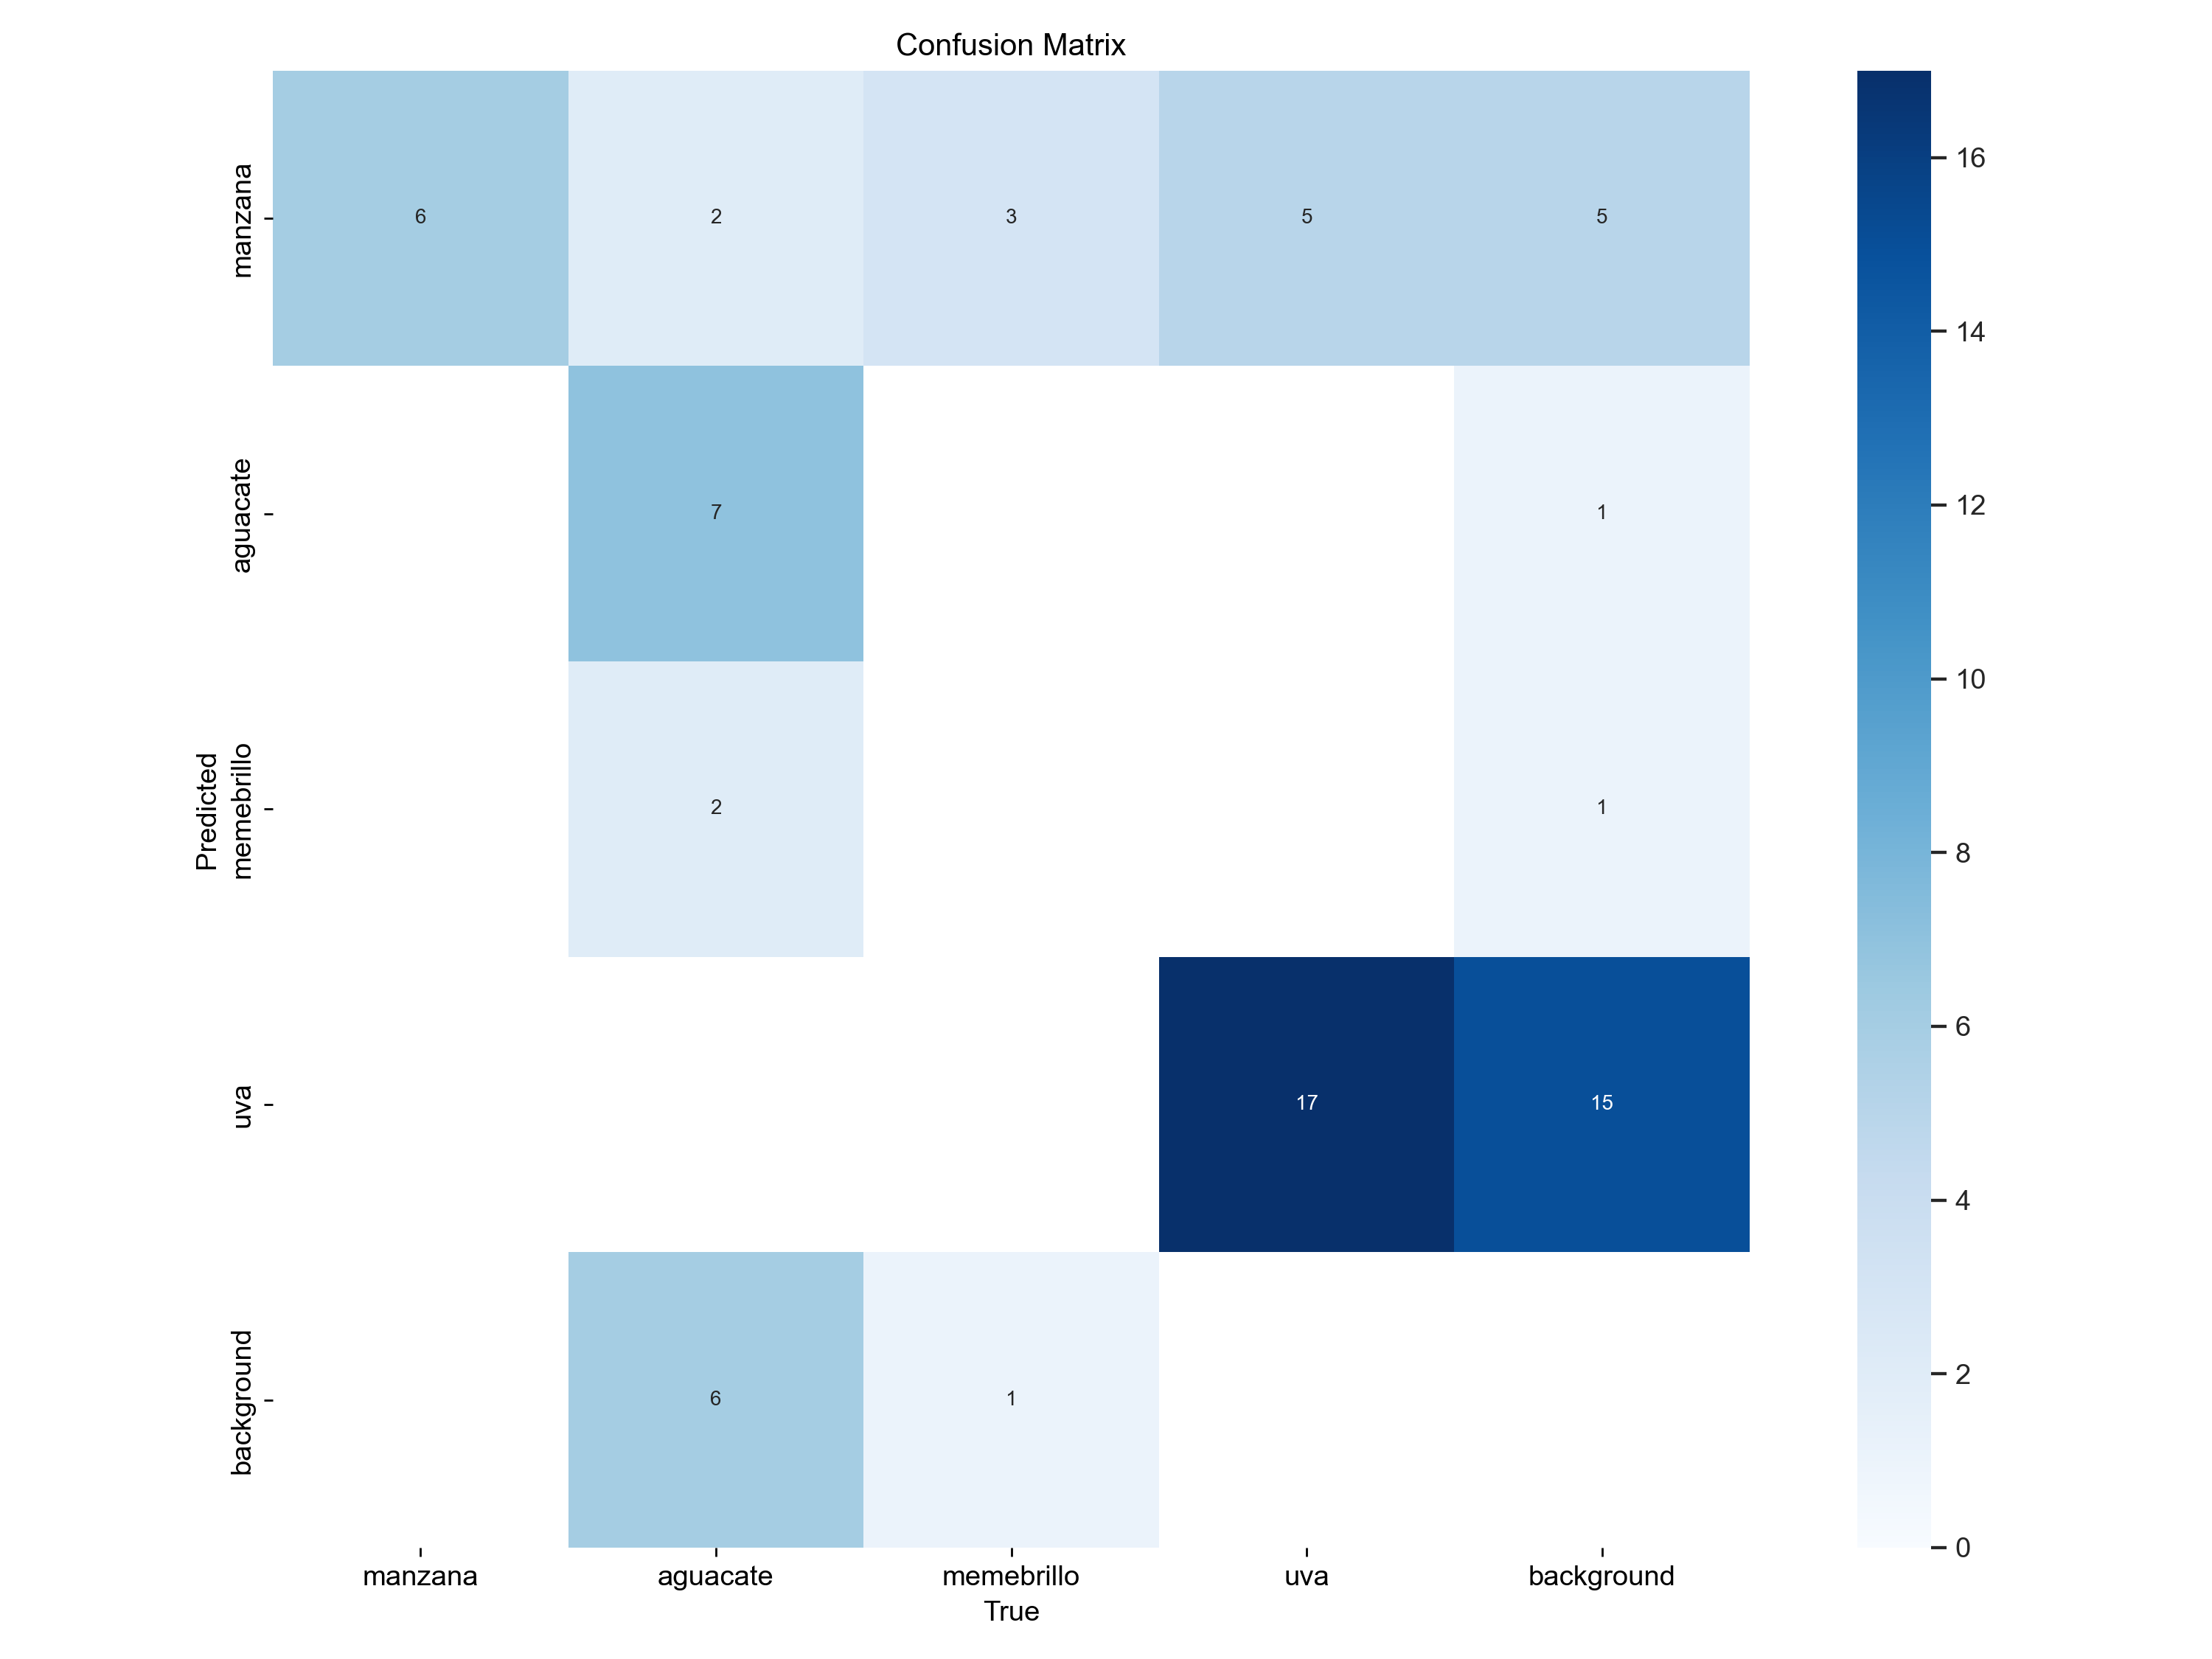 Confusion Matrix
manzana
6
2
3
5
5
16
14
aguacate
7
1
12
10
Predicted
memebrillo
2
1
8
6
uva
17
15
4
background
6
1
2
0
manzana
aguacate
memebrillo
uva
background
True